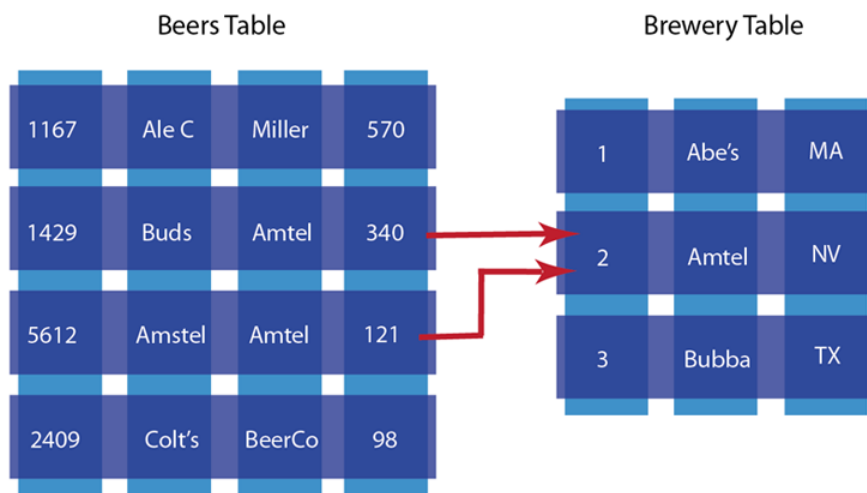 Beers Table
1167 Ale C Miller 570
1429 Buds Amtel 340
5612 Amstel Amtel 121
2409 Colt's BeerCo 98
Brewery Table
1 Abe's MA
2 Amtel NV
3 Bubba TX